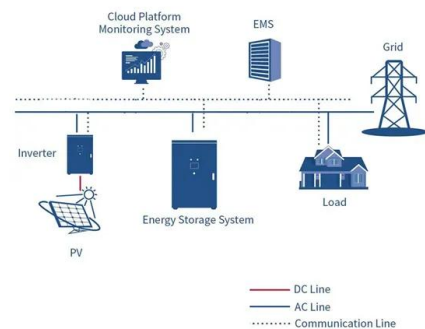 Cloud Platform
Monitoring System
EMS
Grid
Inverter
Energy Storage System
Load
PV
DC Line
AC Line
Communication Line